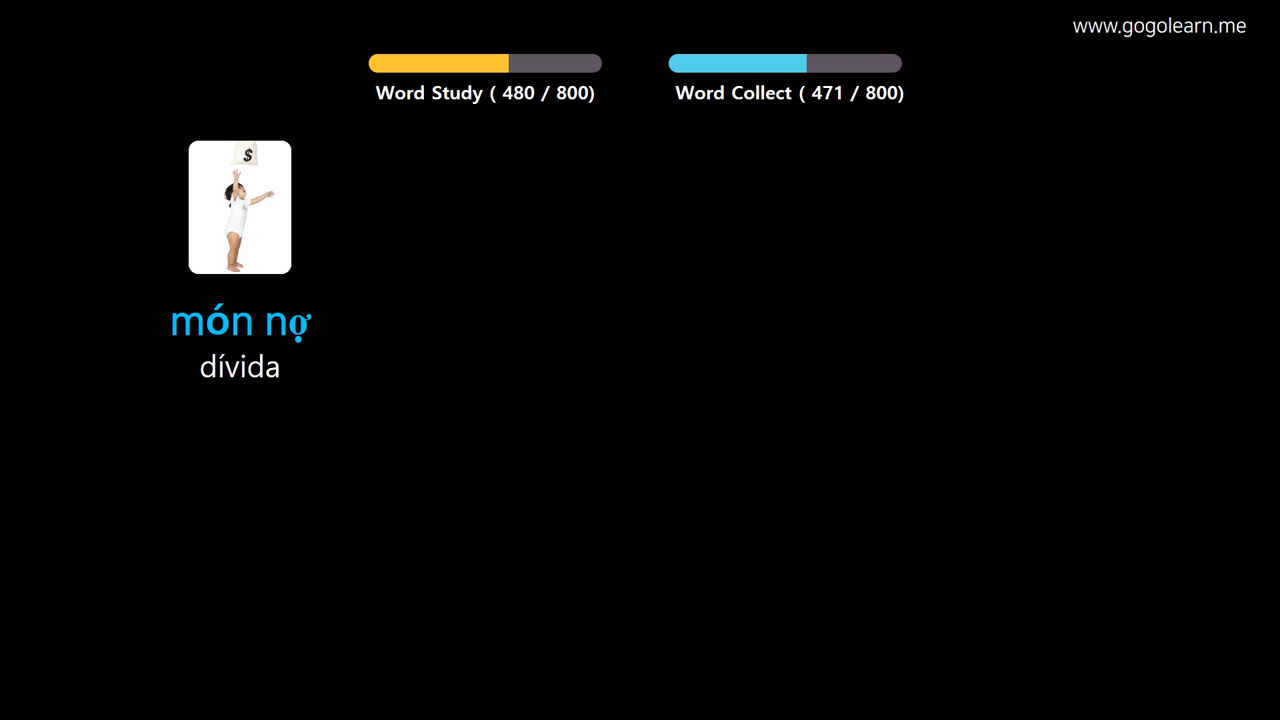 www.gogolearn.me
Word Study ( 480 / 800)
Word Collect ( 471 / 800)
$
món nợ
dívida